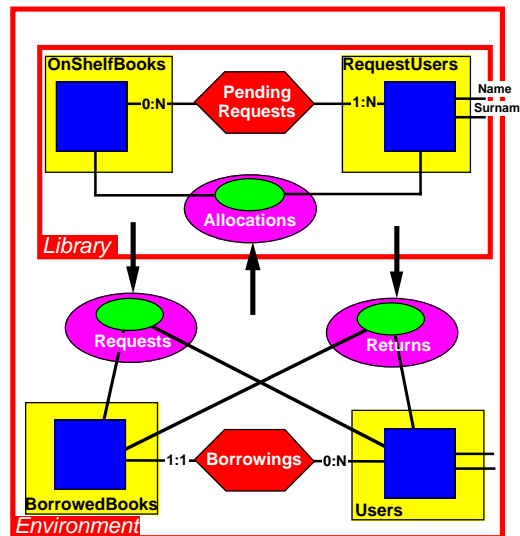 OnShelfBooks
RequestUsers
0:N
Pending
Requests
1:N
Name
Surnam
Allocations
Library
Requests
Returns
1:1
Borrowings
0:N
BorrowedBooks
Users
Environment